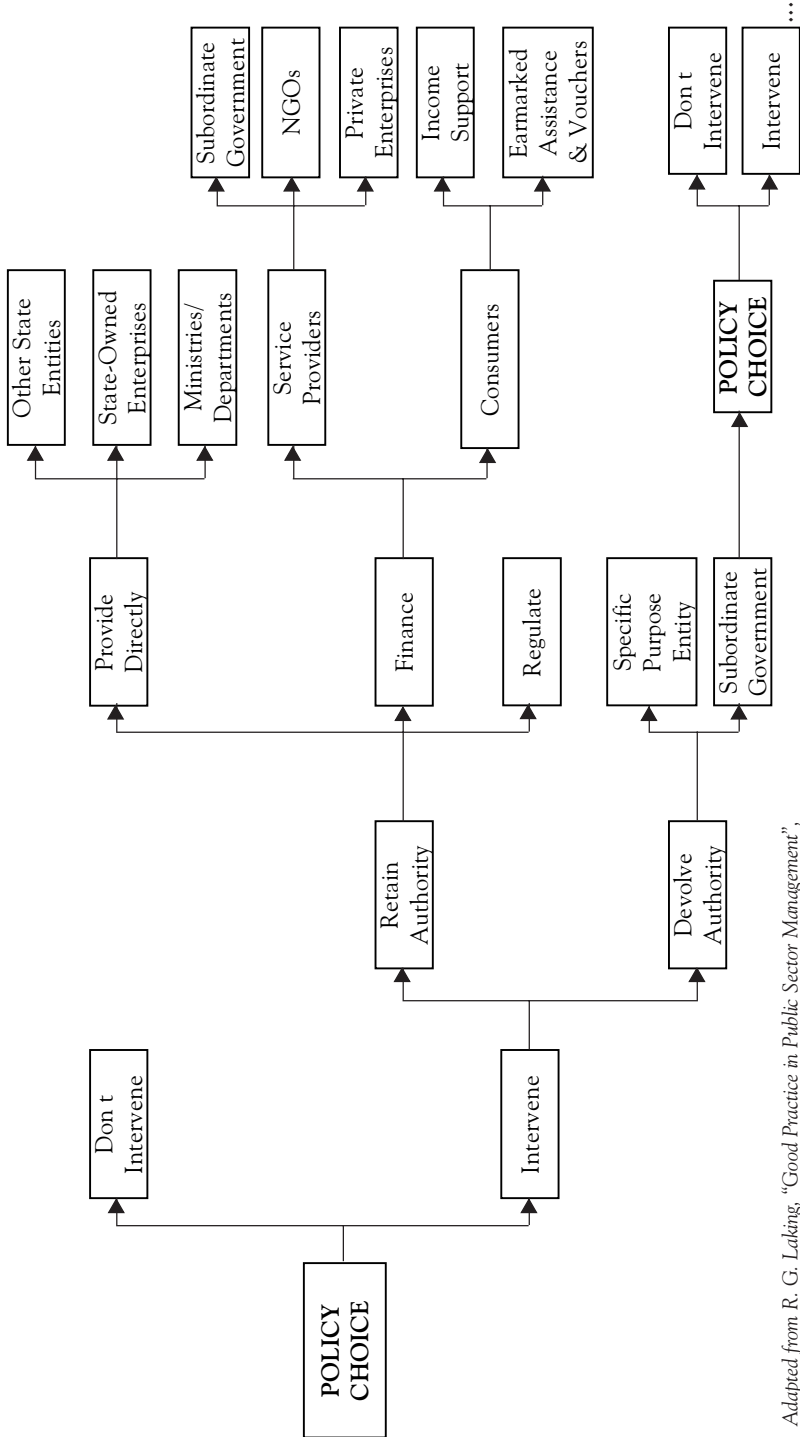 POLICY
CHOICE
Don t
Intervene
Intervene
Retain
Authority
Devolve
Authority
Provide
Directly
Finance
Regulate
Specific
Purpose
Entity
Subordinate
Government
Other State
Entities
State-Owned
Enterprises
Ministries/
Departments
Service
Providers
Consumers
POLICY
CHOICE
Subordinate
Government
NGOs
Private
Enterprises
Income
Support
Earmarked
Assistance
& Vouchers
Don t
Intervene
Intervene
...
Adapted from R. G. Laking, “Good Practice in Public Sector Management”,